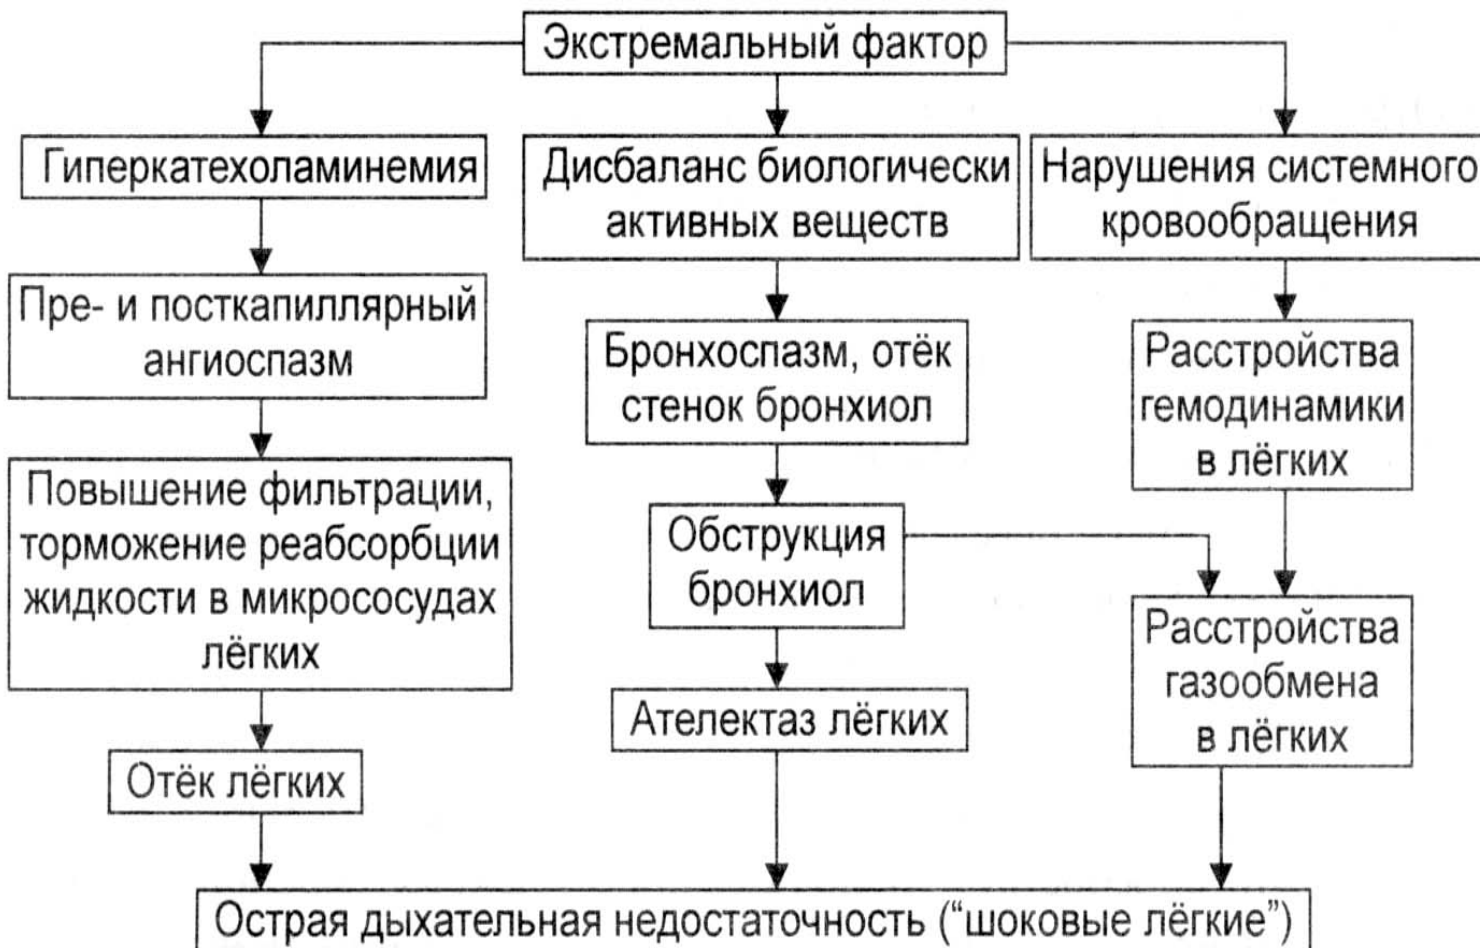 Экстремальный фактор
Гиперкатехоламинемия
Дисбаланс биологически
активных веществ
Нарушения системного
кровообращения
Пре- и посткапиллярный
ангиоспазм
Бронхоспазм, отёк
стенок бронхиол
Расстройства
гемодинамики
в лёгких
Повышение фильтрации,
торможение реабсорбции
жидкости в микрососудах
лёгких
Обструкция
бронхиол
Расстройства
газообмена
в лёгких
Ателектаз лёгких
Отёк лёгких
Острая дыхательная недостаточность (“шоковые лёгкие”)